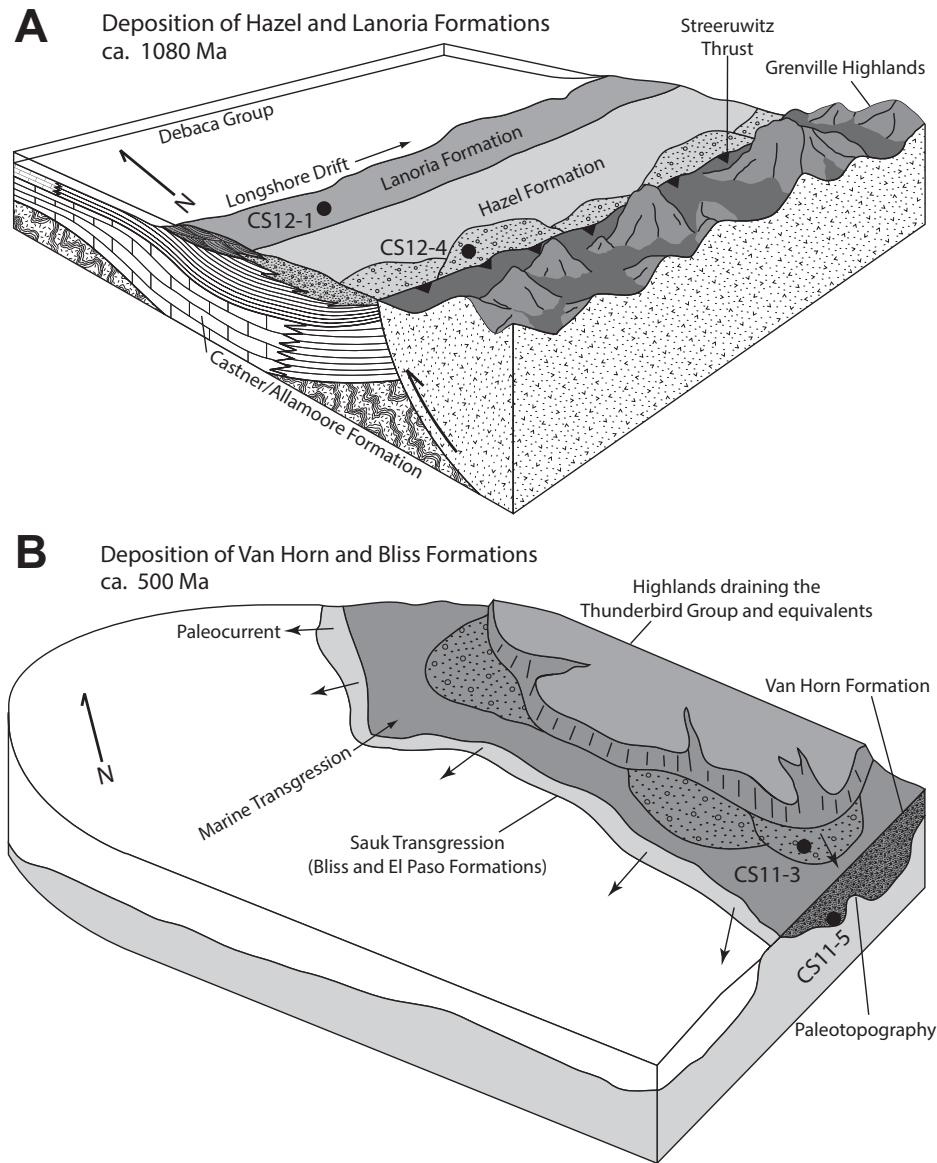 A
Deposition of Hazel and Lanoria Formations
ca. 1080 Ma
Streeruwitz
Thrust
Grenville Highlands
Debaca Group
N
Longshore Drift
Lanoria Formation
CS12-1
Hazel Formation
CS12-4
Castner/Allamoore Formation
B
Deposition of Van Horn and Bliss Formations
ca. 500 Ma
Highlands draining the
Thunderbird Group and equivalents
Paleocurrent
Van Horn Formation
N
Marine Transgression
Sauk Transgression
(Bliss and El Paso Formations)
CS11-3
CS11-5
Paleotopography